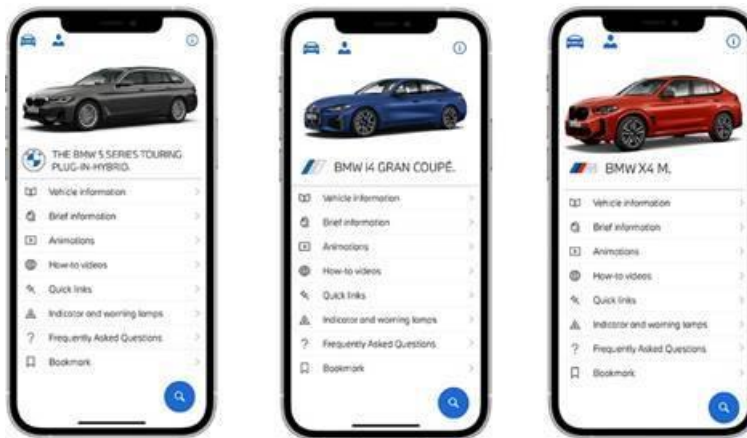 THE BMW 5 SERIES TOURING
PLUG-IN-HYBRID.
Vehicle information
Brief information
Animations
How-to videos
Quick links
Indicator and warning lamps
Frequently Asked Questions
Bookmark
BMW i4 GRAN COUPÉ.
Vehicle information
Brief information
Animations
How-to videos
Quick links
Indicator and warning lamps
Frequently Asked Questions
Bookmark
BMW X4 M.
Vehicle information
Brief information
Animations
How-to videos
Quick links
Indicator and warning lamps
Frequently Asked Questions
Bookmark